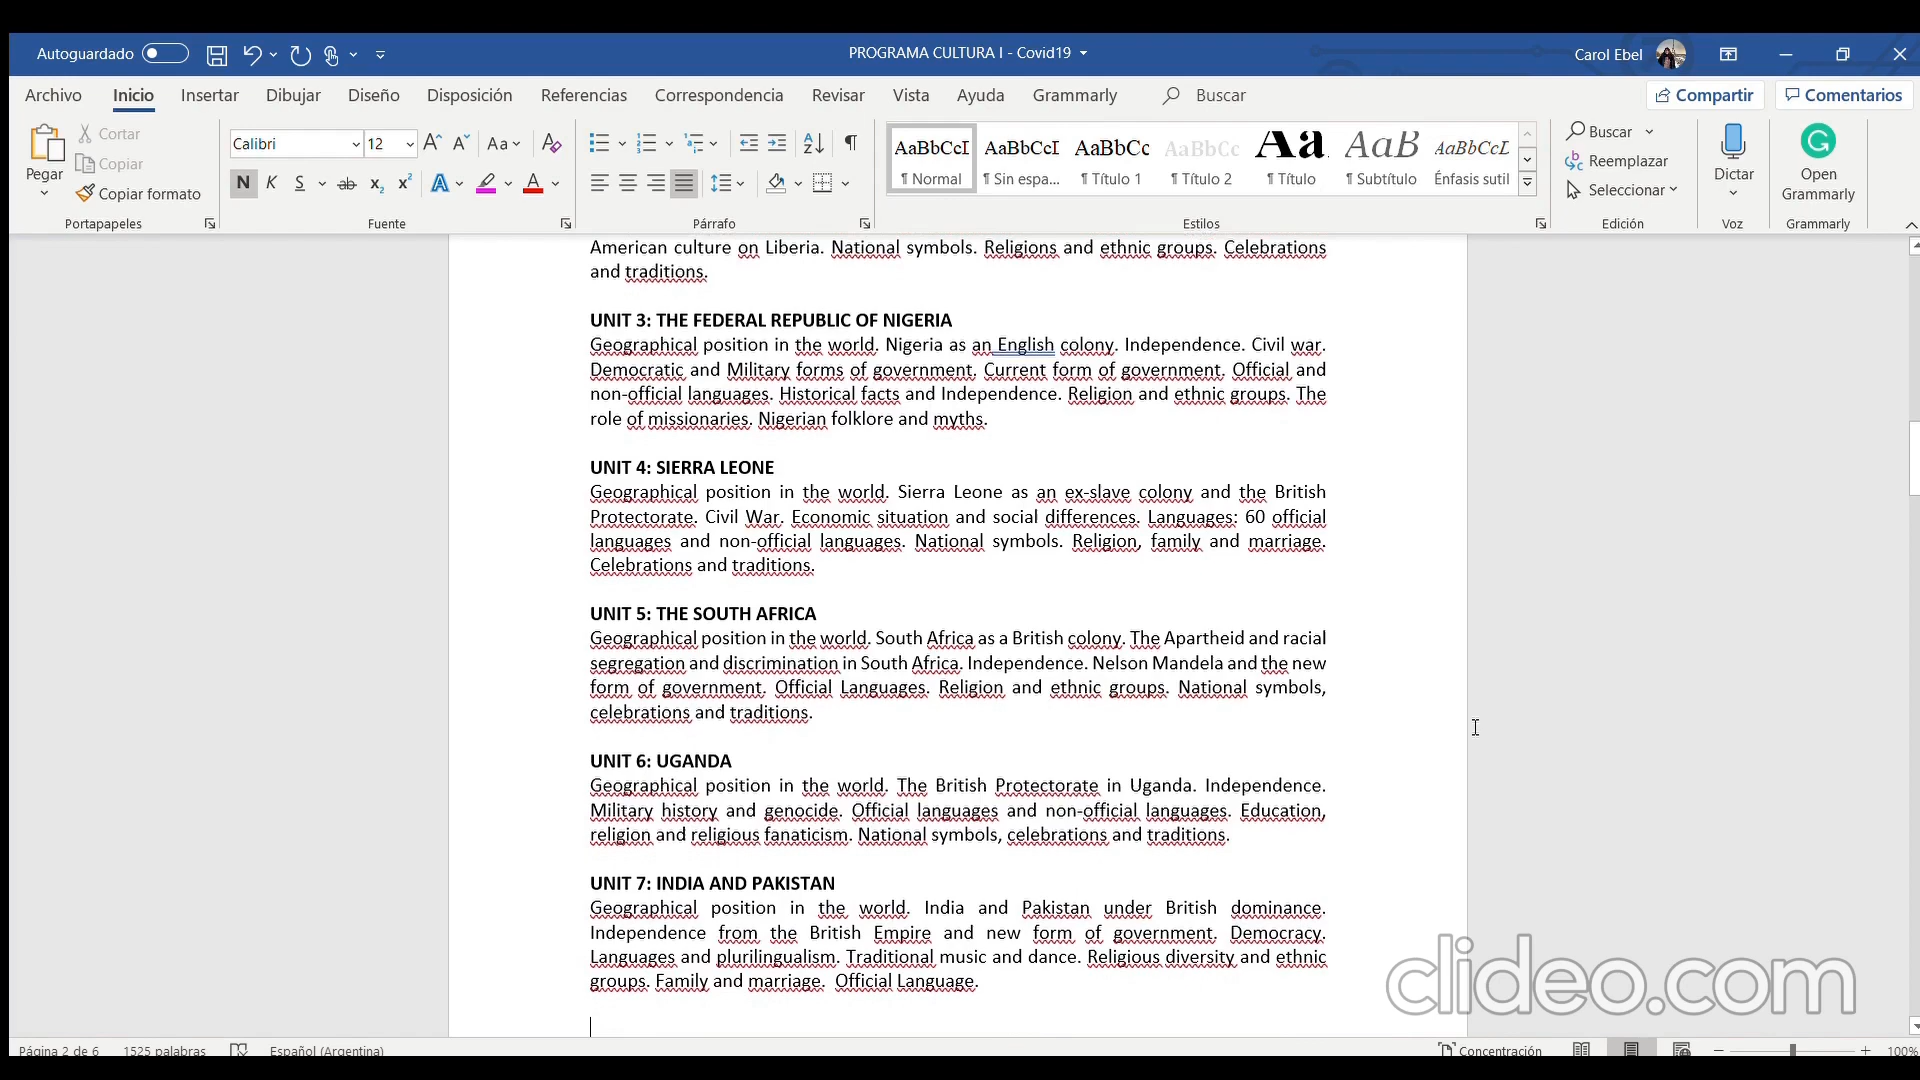 Autoguardado
PROGRAMA CULTURA I - Covid19
Carol Ebel
Archivo Inicio Insertar Dibujar Diseño Disposición Referencias Correspondencia Revisar Vista Ayuda Grammarly Buscar Compartir Comentarios
Pegar
Cortar
Copiar
Copiar formato
Portapapeles
Calibri 12
Aa
N K S ab x₂ x² A A
Fuente
Párrafo
AaBbCcI AaBbCcI AaBbCc AaBbCc Aa AaB AaBbCcL
¶ Normal ¶ Sin espa... ¶ Título 1 ¶ Título 2 ¶ Título ¶ Subtítulo Énfasis sutil
Estilos
Buscar
Reemplazar
Seleccionar
Edición
Dictar
Voz
Open
Grammarly
Grammarly
American culture on Liberia. National symbols. Religions and ethnic groups. Celebrations
and traditions.
UNIT 3: THE FEDERAL REPUBLIC OF NIGERIA
Geographical position in the world. Nigeria as an English colony. Independence. Civil war.
Democratic and Military forms of government. Current form of government. Official and
non-official languages. Historical facts and Independence. Religion and ethnic groups. The
role of missionaries. Nigerian folklore and myths.
UNIT 4: SIERRA LEONE
Geographical position in the world. Sierra Leone as an ex-slave colony and the British
Protectorate. Civil War. Economic situation and social differences. Languages: 60 official
languages and non-official languages. National symbols. Religion, family and marriage.
Celebrations and traditions.
UNIT 5: THE SOUTH AFRICA
Geographical position in the world. South Africa as a British colony. The Apartheid and racial
segregation and discrimination in South Africa. Independence. Nelson Mandela and the new
form of government. Official Languages. Religion and ethnic groups. National symbols,
celebrations and traditions.
UNIT 6: UGANDA
Geographical position in the world. The British Protectorate in Uganda. Independence.
Military history and genocide. Official languages and non-official languages. Education,
religion and religious fanaticism. National symbols, celebrations and traditions.
UNIT 7: INDIA AND PAKISTAN
Geographical position in the world. India and Pakistan under British dominance.
Independence from the British Empire and new form of government. Democracy.
Languages and plurilingualism. Traditional music and dance. Religious diversity and ethnic
groups. Family and marriage. Official Language.
clideo.com
Página 2 de 6 1525 palabras Español (Argentina) Concentración 100%